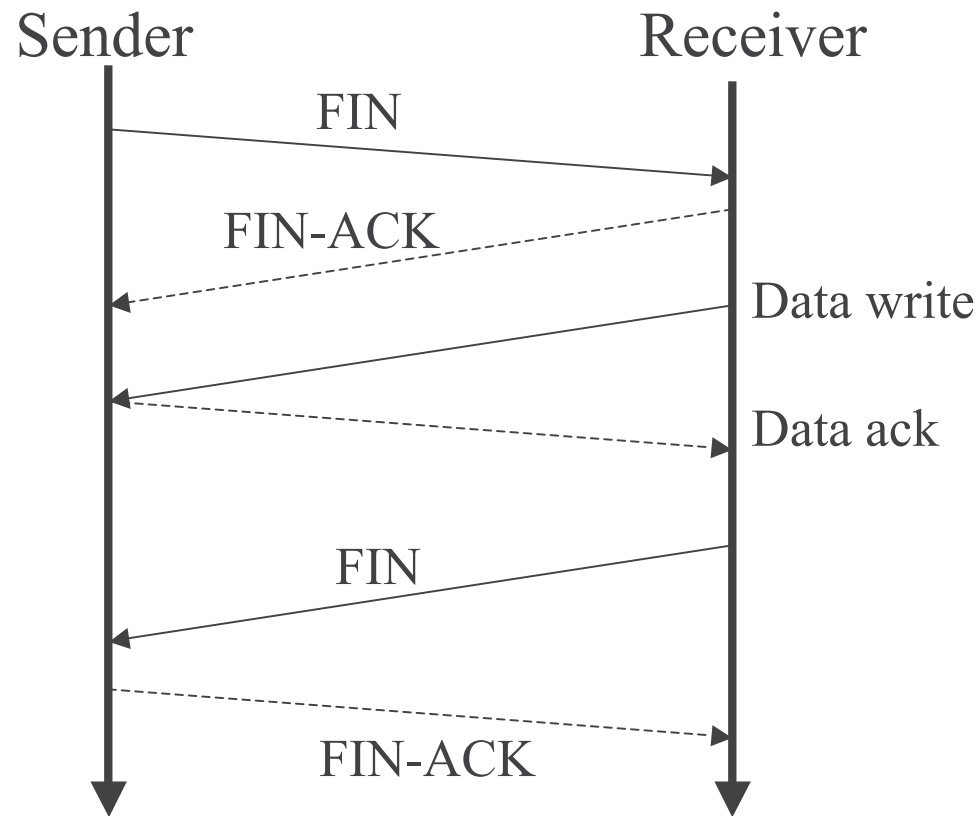 Sender
Receiver
FIN
FIN-ACK
Data write
Data ack
FIN
FIN-ACK